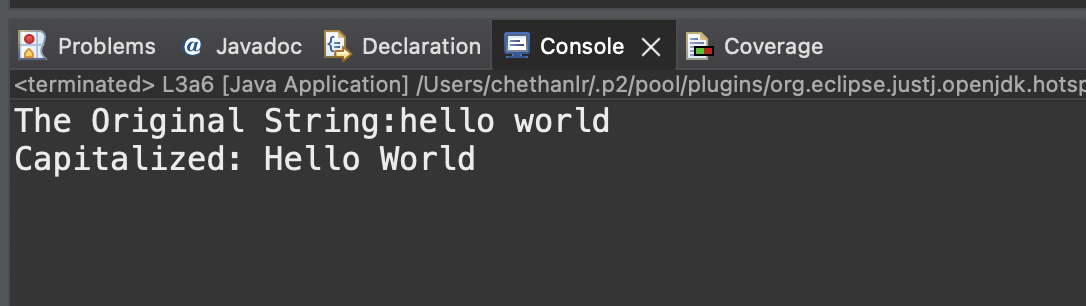 Problems @ Javadoc Declaration Console Coverage
<terminated> L3a6 [Java Application] /Users/chethanlr/.p2/pool/plugins/org.eclipse.justj.openjdk.hotsp
The Original String:hello world
Capitalized: Hello World